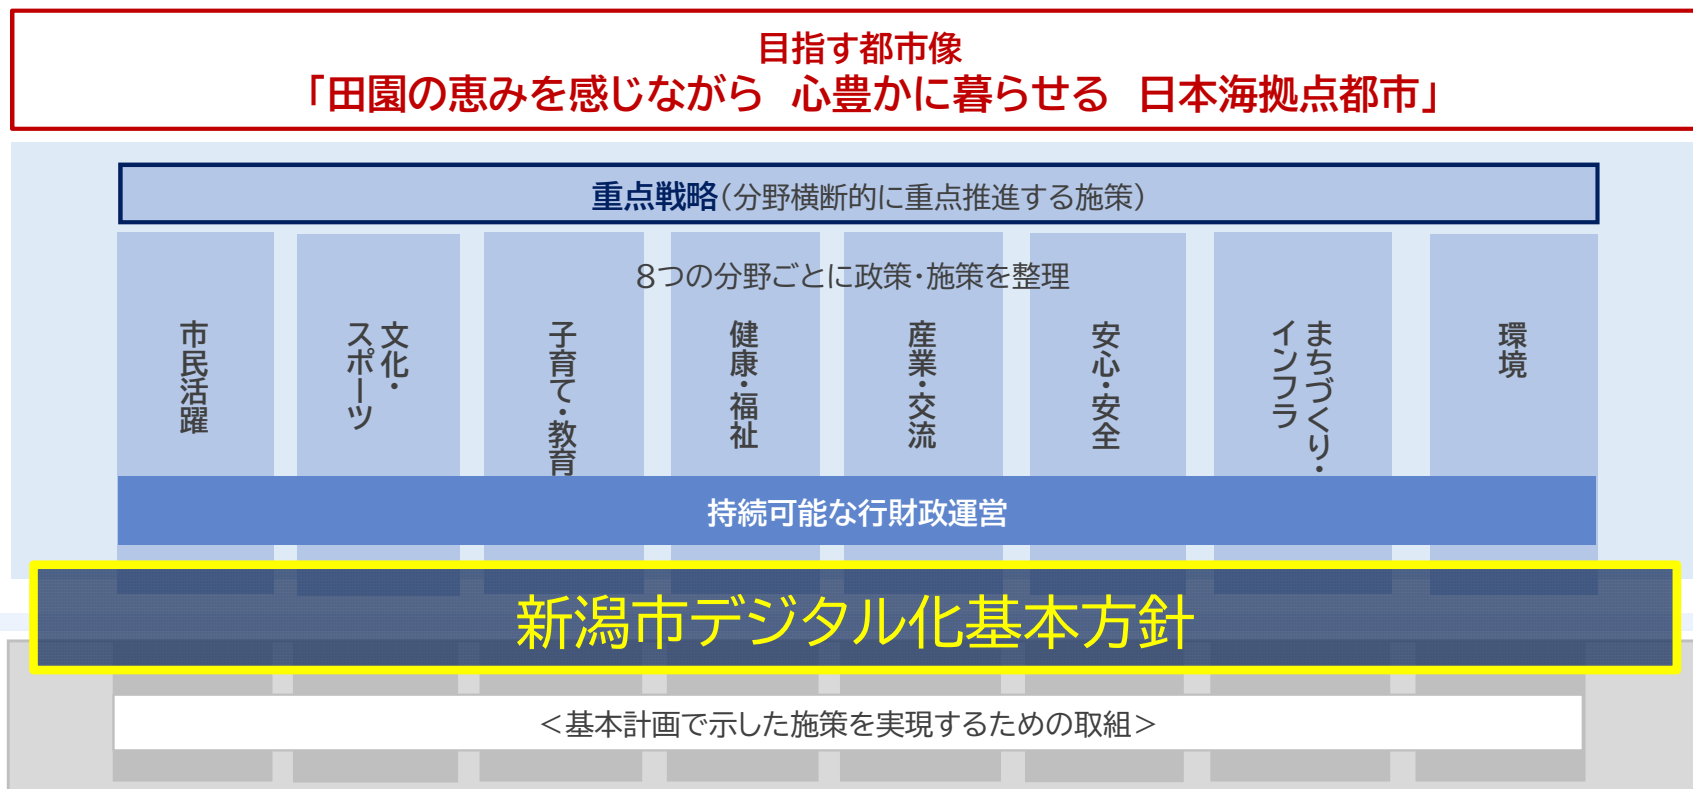 目指す都市像
「田園の恵みを感じながら 心豊かに暮らせる 日本海拠点都市」
重点戦略(分野横断的に重点推進する施策)
8つの分野ごとに政策・施策を整理
市民活躍
文化・
スポーツ
子育て・教育
健康・福祉
産業・交流
安心・安全
まちづくり・
インフラ
環境
持続可能な行財政運営
新潟市デジタル化基本方針
<基本計画で示した施策を実現するための取組>